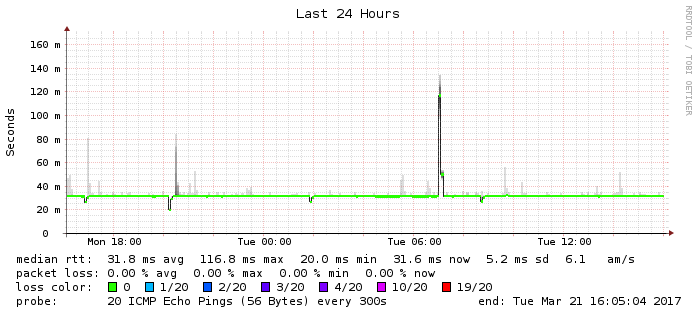 Last 24 Hours
RRDTOOL / TOBI OETIKER
Seconds
160 m
140 m
120 m
100 m
80 m
60 m
40 m
20 m
0
Mon 18:00 Tue 00:00 Tue 06:00 Tue 12:00
median rtt: 31.8 ms avg 116.8 ms max 20.0 ms min 31.6 ms now 5.2 ms sd 6.1 am/s
packet loss: 0.00 % avg 0.00 % max 0.00 % min 0.00 % now
loss color: 0 1/20 2/20 3/20 4/20 10/20 19/20
probe: 20 ICMP Echo Pings (56 Bytes) every 300s end: Tue Mar 21 16:05:04 2017